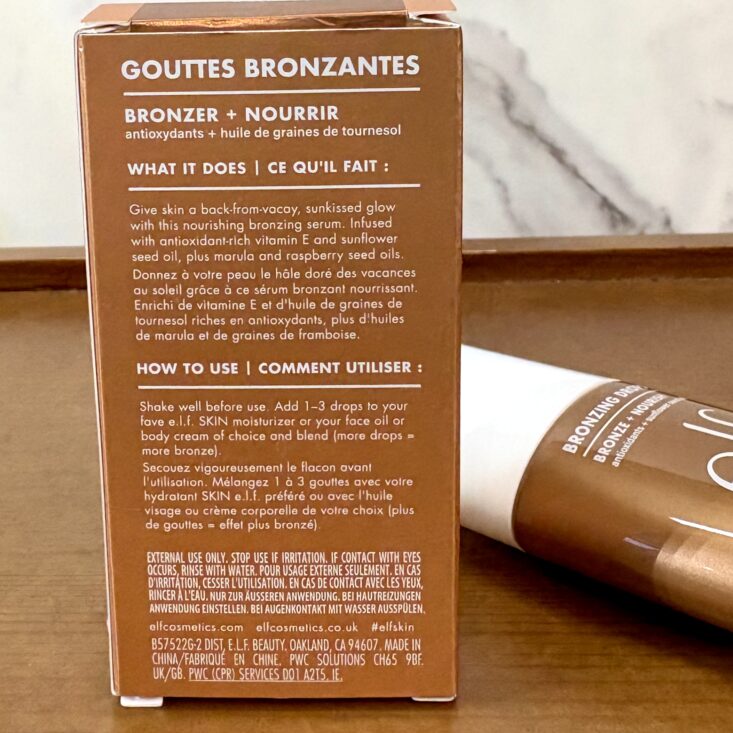 GOUTTES BRONZANTES
BRONZER + NOURRIR
antioxydants + huile de graines de tournesol
WHAT IT DOES | CE QU'IL FAIT :
Give skin a back-from-vacay, sunkissed glow
with this nourishing bronzing serum. Infused
with antioxidant-rich vitamin E and sunflower
seed oil, plus marula and raspberry seed oils.
Donnez à votre peau le hâle doré des vacances
au soleil grâce à ce sérum bronzant nourrissant.
Enrichi de vitamine E et d'huile de graines de
tournesol riches en antioxydants, plus d'huiles
de marula et de graines de framboise.
HOW TO USE | COMMENT UTILISER :
Shake well before use. Add 1–3 drops to your
fave e.l.f. SKIN moisturizer or your face oil or
body cream of choice and blend (more drops =
more bronze).
Secouez vigoureusement le flacon avant
l'utilisation. Mélangez 1 à 3 gouttes avec votre
hydratant SKIN e.l.f. préféré ou avec l'huile
visage ou crème corporelle de votre choix (plus
de gouttes = effet plus bronzé).
EXTERNAL USE ONLY. STOP USE IF IRRITATION. IF CONTACT WITH EYES
OCCURS, RINSE WITH WATER. POUR USAGE EXTERNE SEULEMENT. EN CAS
D'IRRITATION, CESSER L'UTILISATION. EN CAS DE CONTACT AVEC LES YEUX,
RINCER À L'EAU. NUR ZUR ÄUSSEREN ANWENDUNG. BEI HAUTREIZUNGEN
ANWENDUNG EINSTELLEN. BEI AUGENKONTAKT MIT WASSER AUSSPÜLEN.
elfcosmetics.com elfcosmetics.co.uk #elfskin
B57522G-2 DIST, E.L.F. BEAUTY. OAKLAND, CA 94607. MADE IN
CHINA/FABRIQUÉ EN CHINE. PWC SOLUTIONS CH65 9BF.
UK/GB. PWC (CPR) SERVICES D01 A2T5, IE.
BRONZING
BRONZE + NOURISH
antioxidants + sunflower